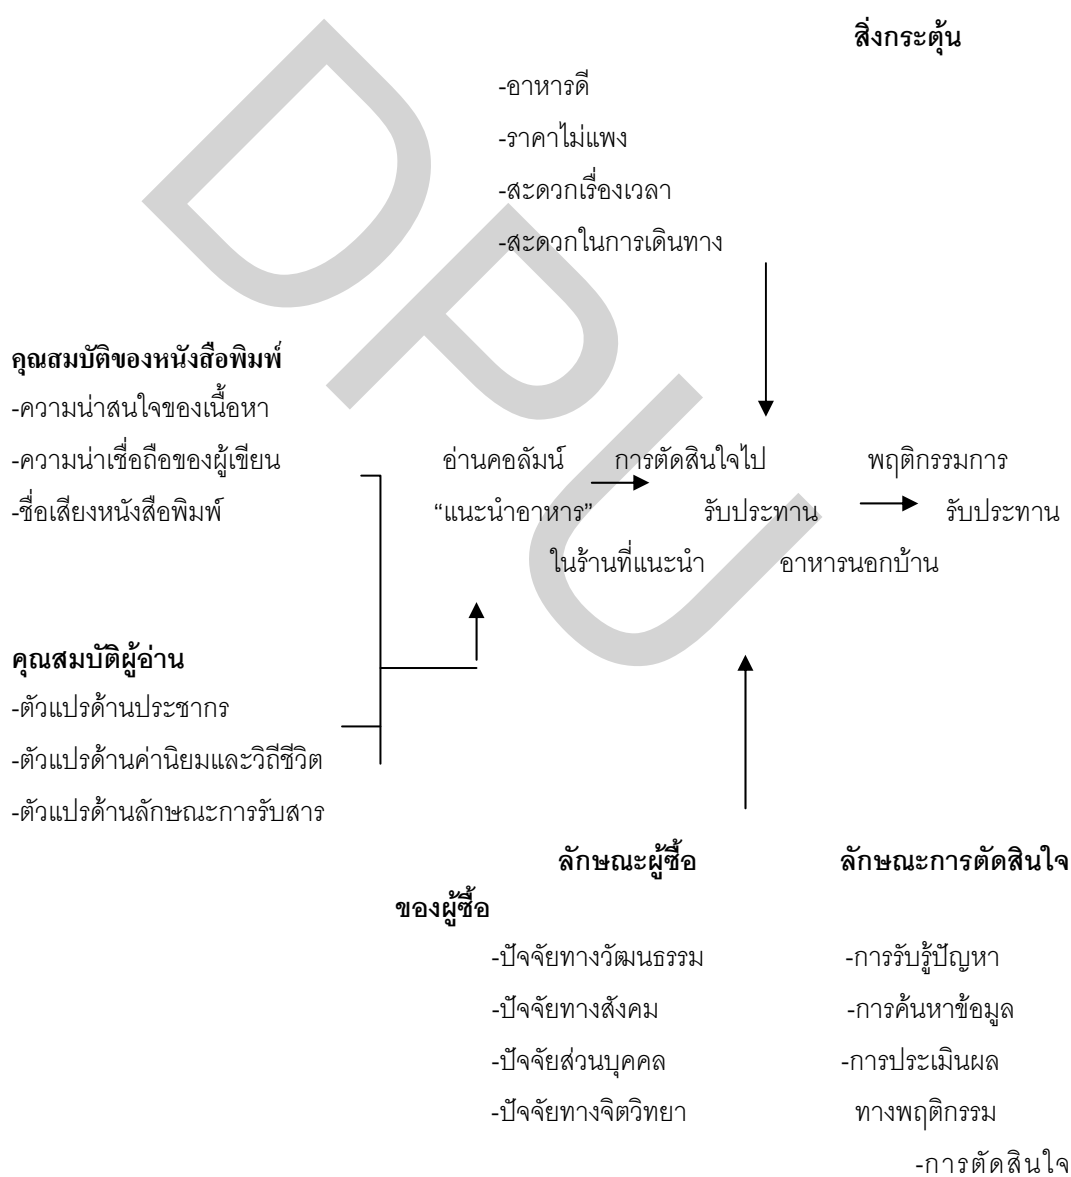 สิ่งกระตุ้น
-อาหารดี
-ราคาไม่แพง
-สะดวกเรื่องเวลา
-สะดวกในการเดินทาง
คุณสมบัติของหนังสือพิมพ์
-ความน่าสนใจของเนื้อหา
-ความน่าเชื่อถือของผู้เขียน อ่านคอลัมน์ การตัดสินใจไป พฤติกรรมการ
-ชื่อเสียงหนังสือพิมพ์ “แนะนำอาหาร” รับประทาน รับประทาน
ในร้านที่แนะนำ อาหารนอกบ้าน
คุณสมบัติผู้อ่าน
-ตัวแปรด้านประชากร
-ตัวแปรด้านค่านิยมและวิถีชีวิต
-ตัวแปรด้านลักษณะการรับสาร
ลักษณะผู้ซื้อ ลักษณะการตัดสินใจ
ของผู้ซื้อ
-ปัจจัยทางวัฒนธรรม -การรับรู้ปัญหา
-ปัจจัยทางสังคม -การค้นหาข้อมูล
-ปัจจัยส่วนบุคคล -การประเมินผล
-ปัจจัยทางจิตวิทยา ทางพฤติกรรม
-การตัดสินใจ
DPU